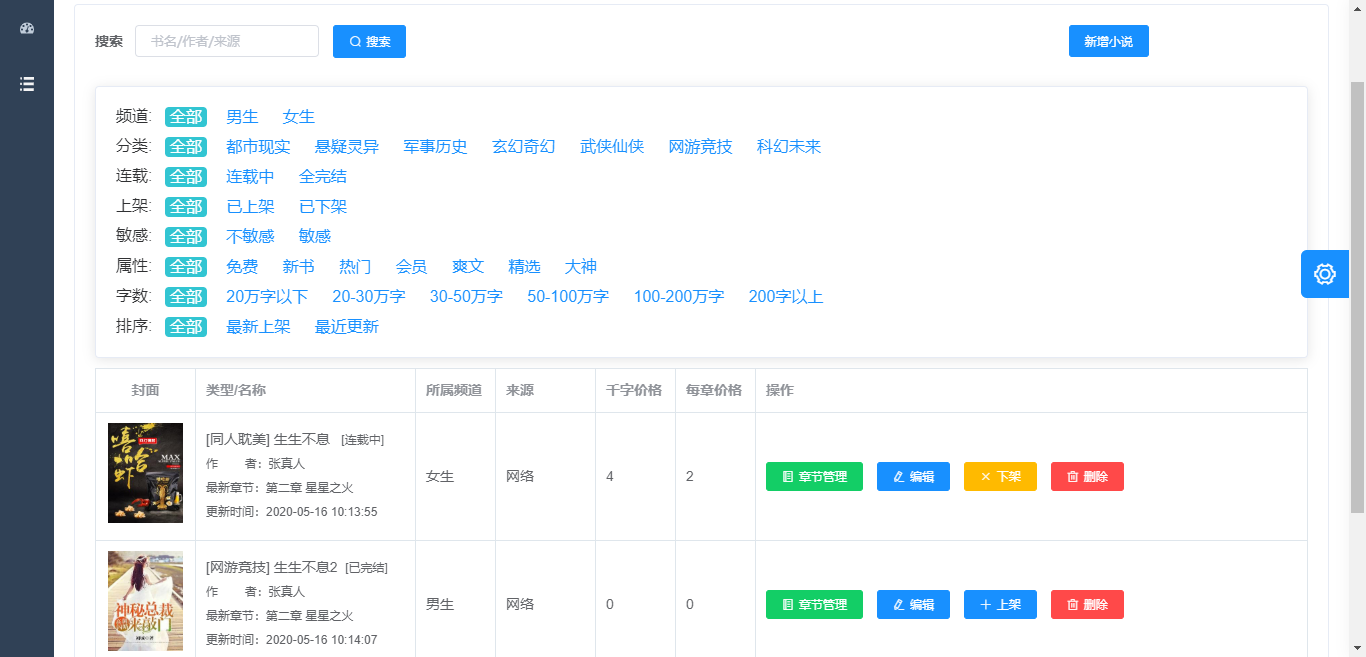 搜索 书名/作者/来源 搜索 新增小说
频道: 全部 男生 女生
分类: 全部 都市现实 悬疑灵异 军事历史 玄幻奇幻 武侠仙侠 网游竞技 科幻未来
连载: 全部 连载中 全完结
上架: 全部 已上架 已下架
敏感: 全部 不敏感 敏感
属性: 全部 免费 新书 热门 会员 爽文 精选 大神
字数: 全部 20万字以下 20-30万字 30-50万字 50-100万字 100-200万字 200字以上
排序: 全部 最新上架 最近更新
封面 类型/名称 所属频道 来源 千字价格 每章价格 操作
嘻哈虾
MAX
[同人耽美] 生生不息 [连载中]
作 者：张真人
最新章节：第二章 星星之火
更新时间：2020-05-16 10:13:55
女生 网络 4 2 章节管理 编辑 下架 删除
神秘总裁
来敲门
[网游竞技] 生生不息2 [已完结]
作 者：张真人
最新章节：第二章 星星之火
更新时间：2020-05-16 10:14:07
男生 网络 0 0 章节管理 编辑 上架 删除